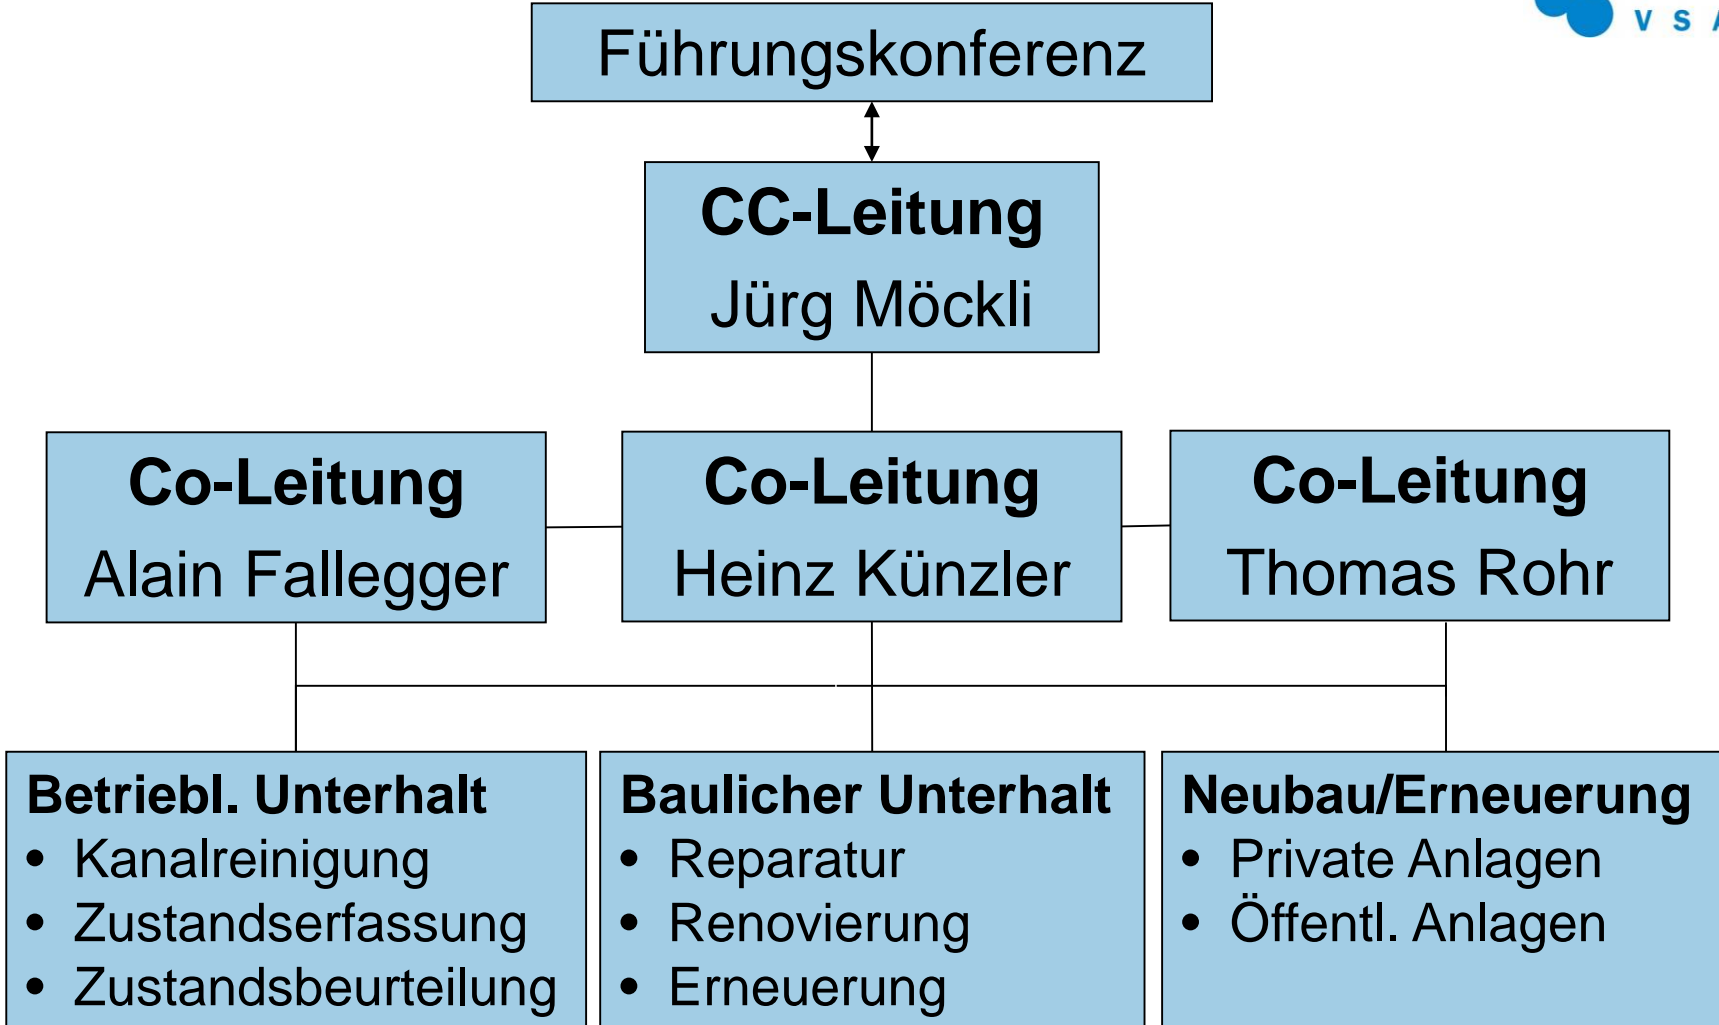 VSA
Führungskonferenz
CC-Leitung
Jürg Möckli
Co-Leitung
Alain Fallegger
Co-Leitung
Heinz Künzler
Co-Leitung
Thomas Rohr
Betriebl. Unterhalt
• Kanalreinigung
• Zustandserfassung
• Zustandsbeurteilung
Baulicher Unterhalt
• Reparatur
• Renovierung
• Erneuerung
Neubau/Erneuerung
• Private Anlagen
• Öffentl. Anlagen